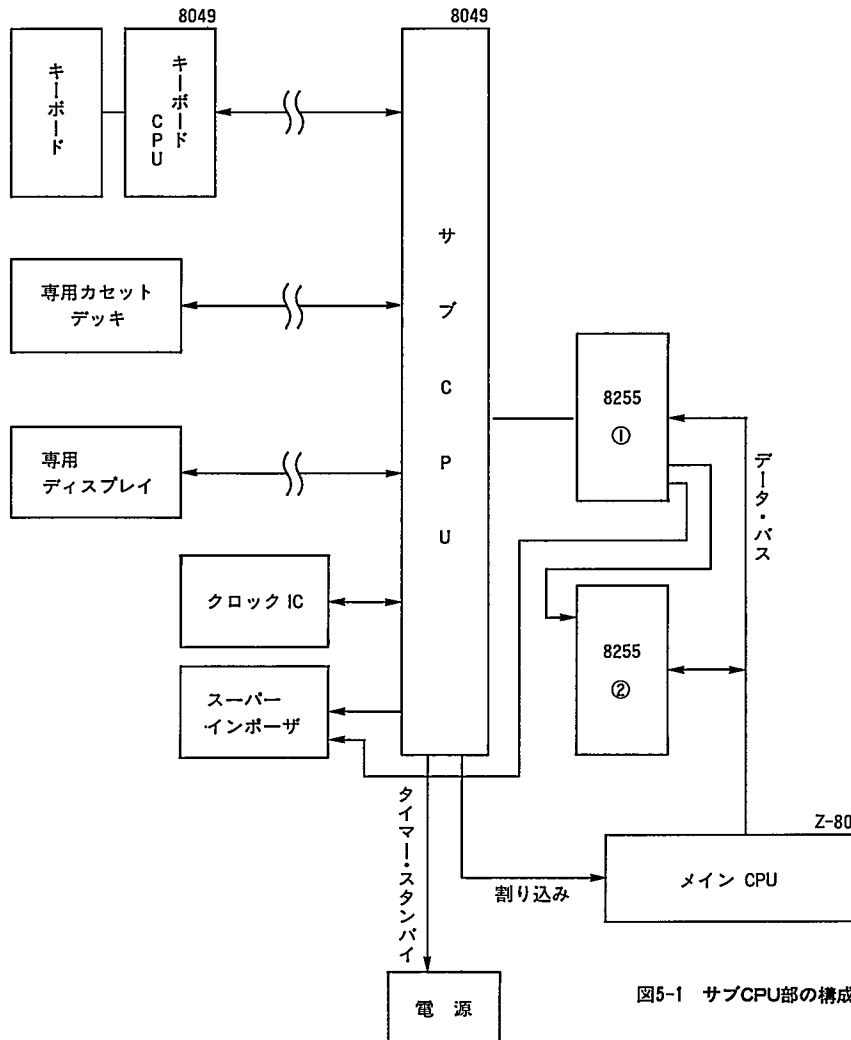 8049
8049
キーボード
キーボード
CPU
サブCPU
専用カセット
デッキ
専用
ディスプレイ
クロック IC
スーパー
・インポーザ
8255
①
8255
②
データ・バス
タイマー・スタンバイ
割り込み
Z-80
メイン CPU
電 源
図5-1 サブCPU部の構成